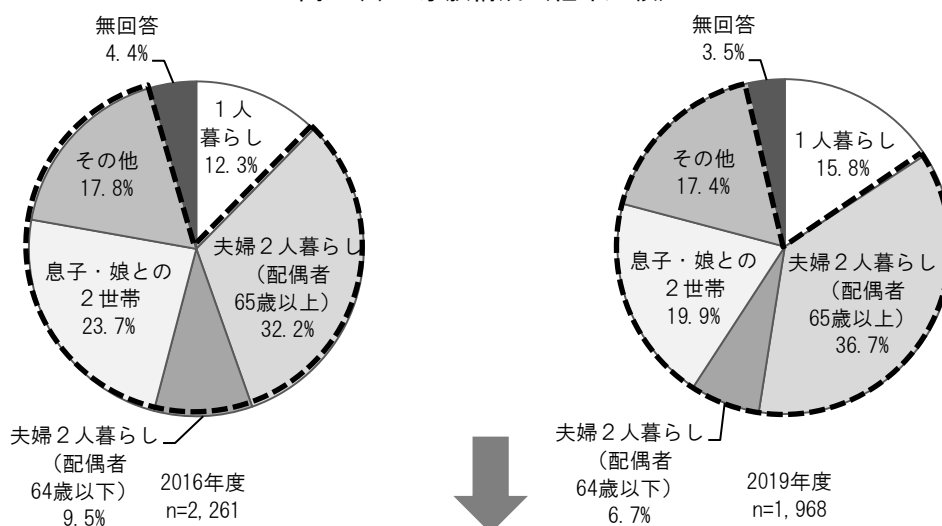 無回答
4.4%
1人
暮らし
12.3%
夫婦2人暮らし
(配偶者
65歳以上)
32.2%
夫婦2人暮らし
(配偶者
64歳以下)
9.5%
息子・娘との
2世帯
23.7%
その他
17.8%
2016年度
n=2,261
無回答
3.5%
1人暮らし
15.8%
夫婦2人暮らし
(配偶者
65歳以上)
36.7%
夫婦2人暮らし
(配偶者
64歳以下)
6.7%
息子・娘との
2世帯
19.9%
その他
17.4%
2019年度
n=1,968